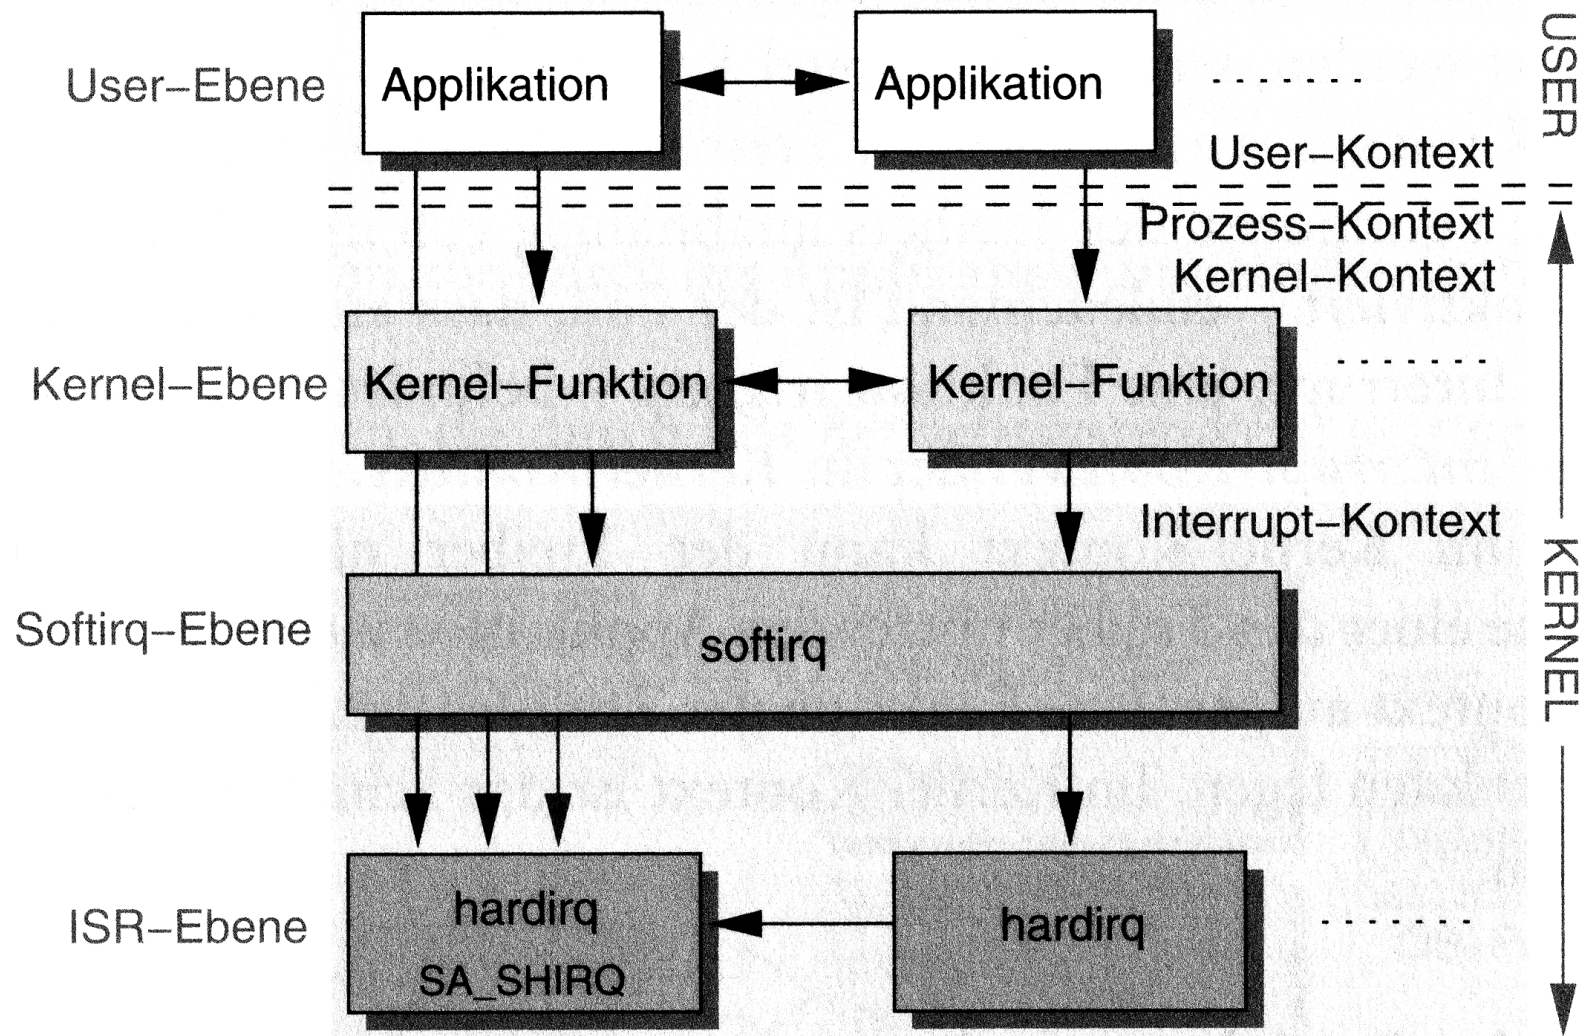 User–Ebene
Applikation
Applikation
USER
User–Kontext
Prozess–Kontext
Kernel–Kontext
Kernel–Ebene
Kernel–Funktion
Kernel–Funktion
Interrupt–Kontext
KERNEL
Softirq–Ebene
softirq
ISR–Ebene
hardirq
SA_SHIRQ
hardirq